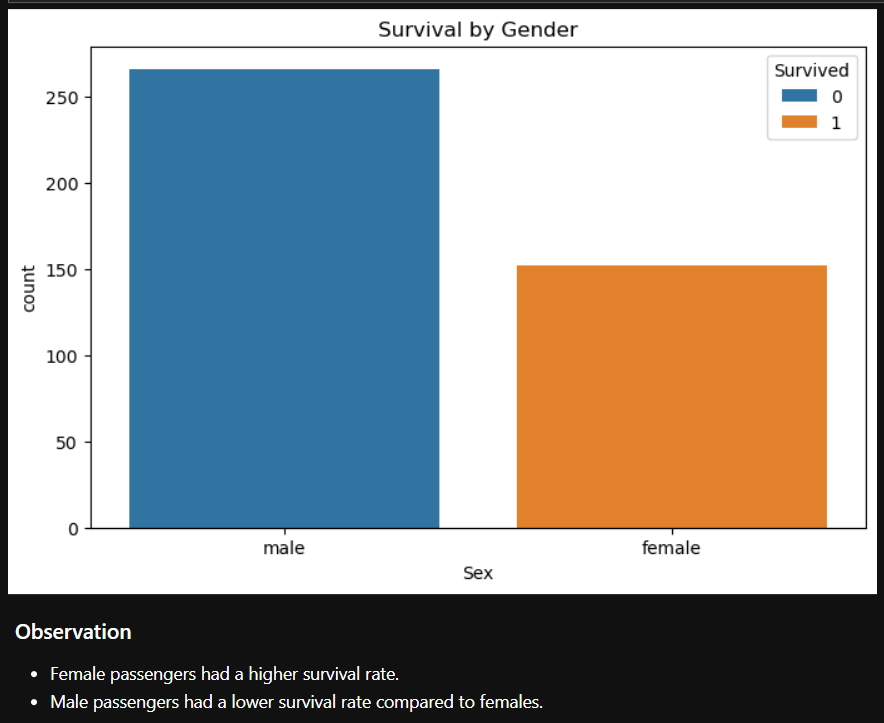 Survival by Gender
Survived
0
1
250
200
150
100
50
0
count
male
female
Sex
Observation
• Female passengers had a higher survival rate.
• Male passengers had a lower survival rate compared to females.